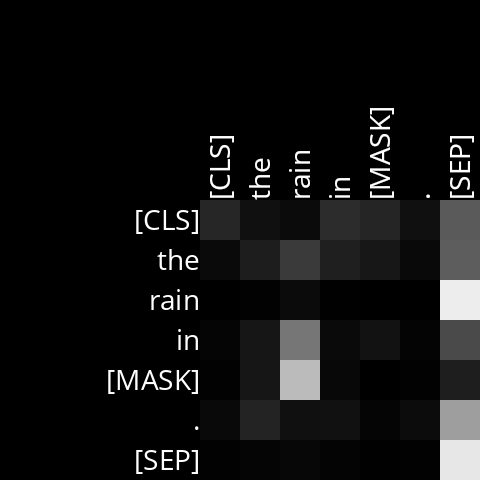 [CLS] the rain in [MASK] . [SEP]
[CLS]
the
rain
in
[MASK]
.
[SEP]